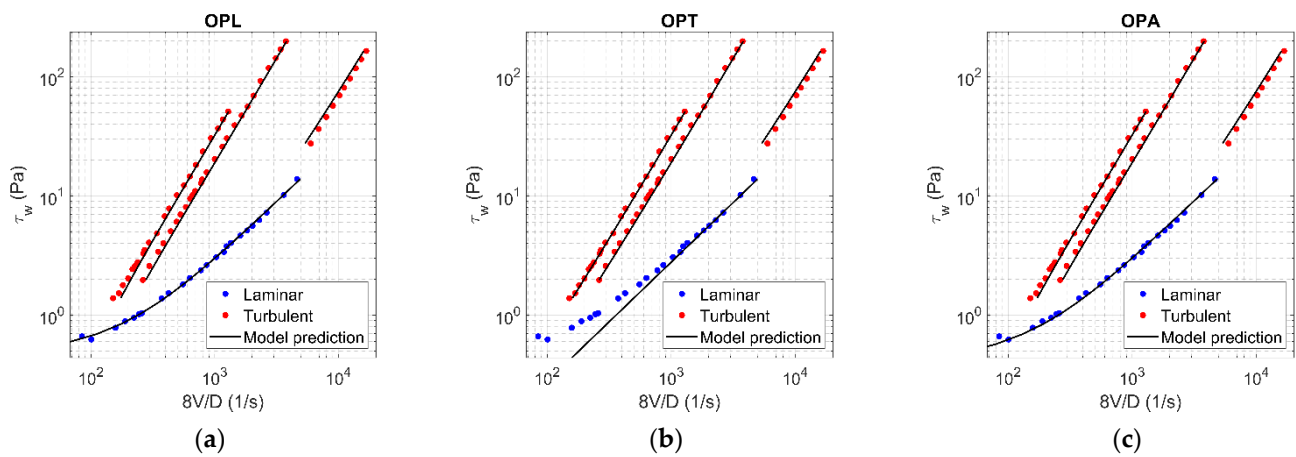 OPL
τw (Pa)
10²
10¹
10⁰
Laminar
Turbulent
Model prediction
10²
10³
10⁴
8V/D (1/s)
(a)
OPT
τw (Pa)
10²
10¹
10⁰
Laminar
Turbulent
Model prediction
10²
10³
10⁴
8V/D (1/s)
(b)
OPA
τw (Pa)
10²
10¹
10⁰
Laminar
Turbulent
Model prediction
10²
10³
10⁴
8V/D (1/s)
(c)